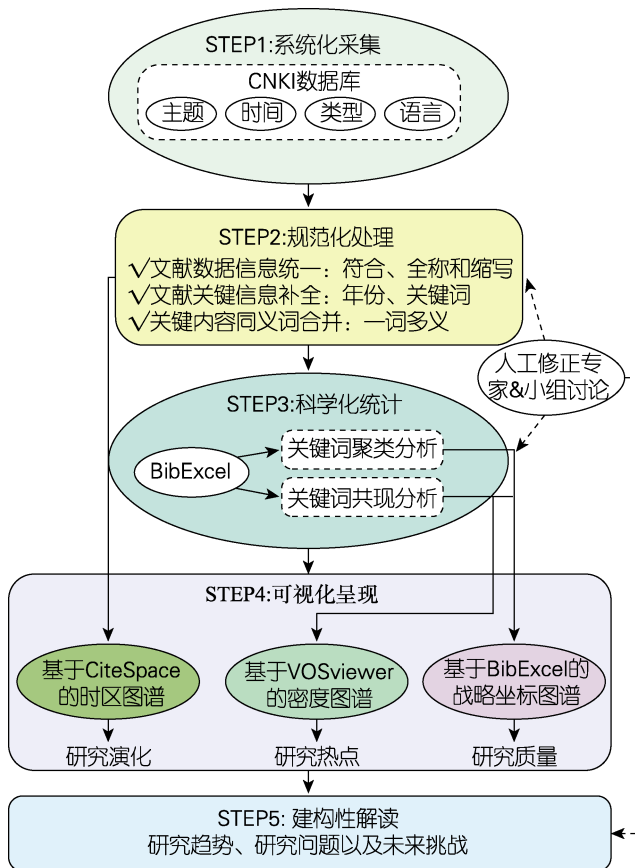 STEP1:系统化采集
CNKI数据库
主题
时间
类型
语言
STEP2:规范化处理
√文献数据信息统一：符合、全称和缩写
√文献关键信息补全：年份、关键词
√关键内容同义词合并：一词多义
人工修正专
家&小组讨论
STEP3:科学化统计
BibExcel
关键词聚类分析
关键词共现分析
STEP4:可视化呈现
基于CiteSpace
的时区图谱
基于VOSviewer
的密度图谱
基于BibExcel的
战略坐标图谱
研究演化
研究热点
研究质量
STEP5: 建构性解读
研究趋势、研究问题以及未来挑战